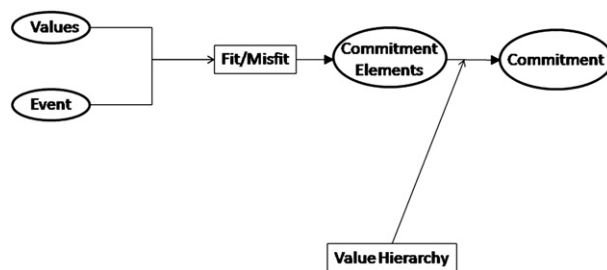 Values
Event
Fit/Misfit
Commitment
Elements
Commitment
Value Hierarchy